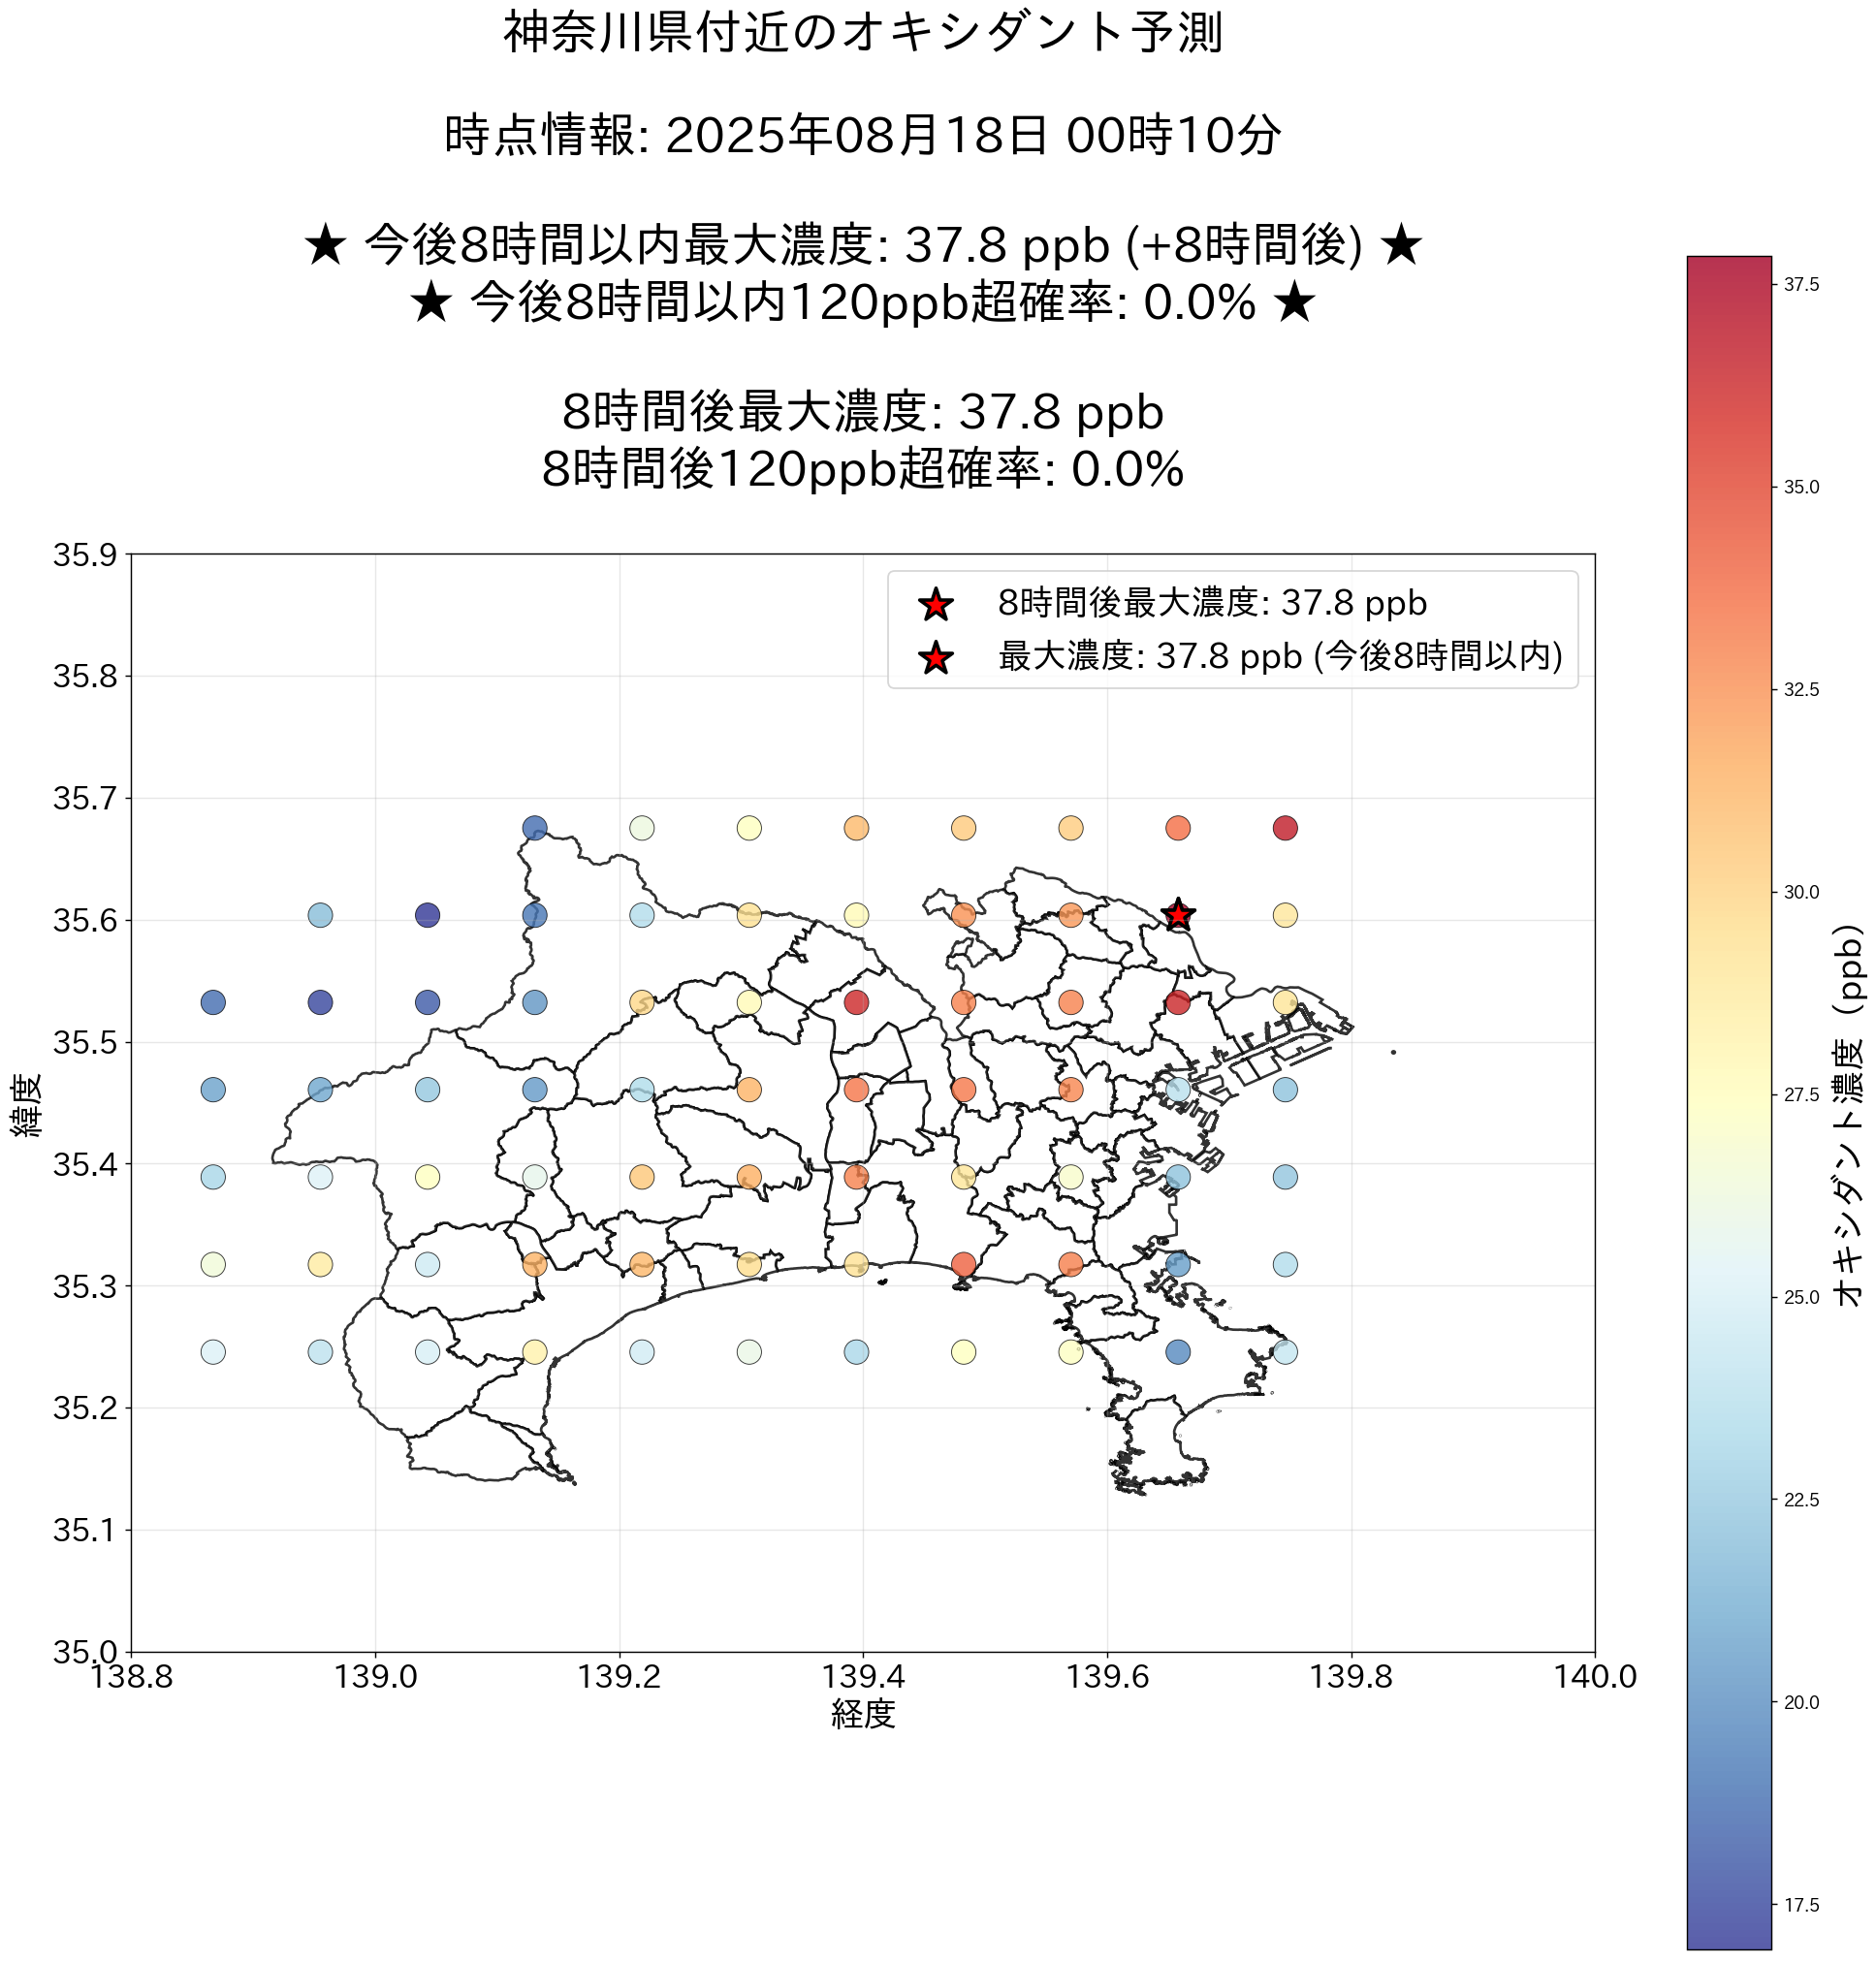 神奈川県付近のオキシダント予測
時点情報: 2025年08月18日 00時10分
★ 今後8時間以内最大濃度: 37.8 ppb (+8時間後) ★
★ 今後8時間以内120ppb超確率: 0.0% ★
8時間後最大濃度: 37.8 ppb
8時間後120ppb超確率: 0.0%
8時間後最大濃度: 37.8 ppb
最大濃度: 37.8 ppb (今後8時間以内)
35.9
35.8
35.7
35.6
35.5
35.4
35.3
35.2
35.1
35.0
緯度
138.8 139.0 139.2 139.4 139.6 139.8 140.0
経度
37.5
35.0
32.5
30.0
27.5
25.0
22.5
20.0
17.5
オキシダント濃度 (ppb)